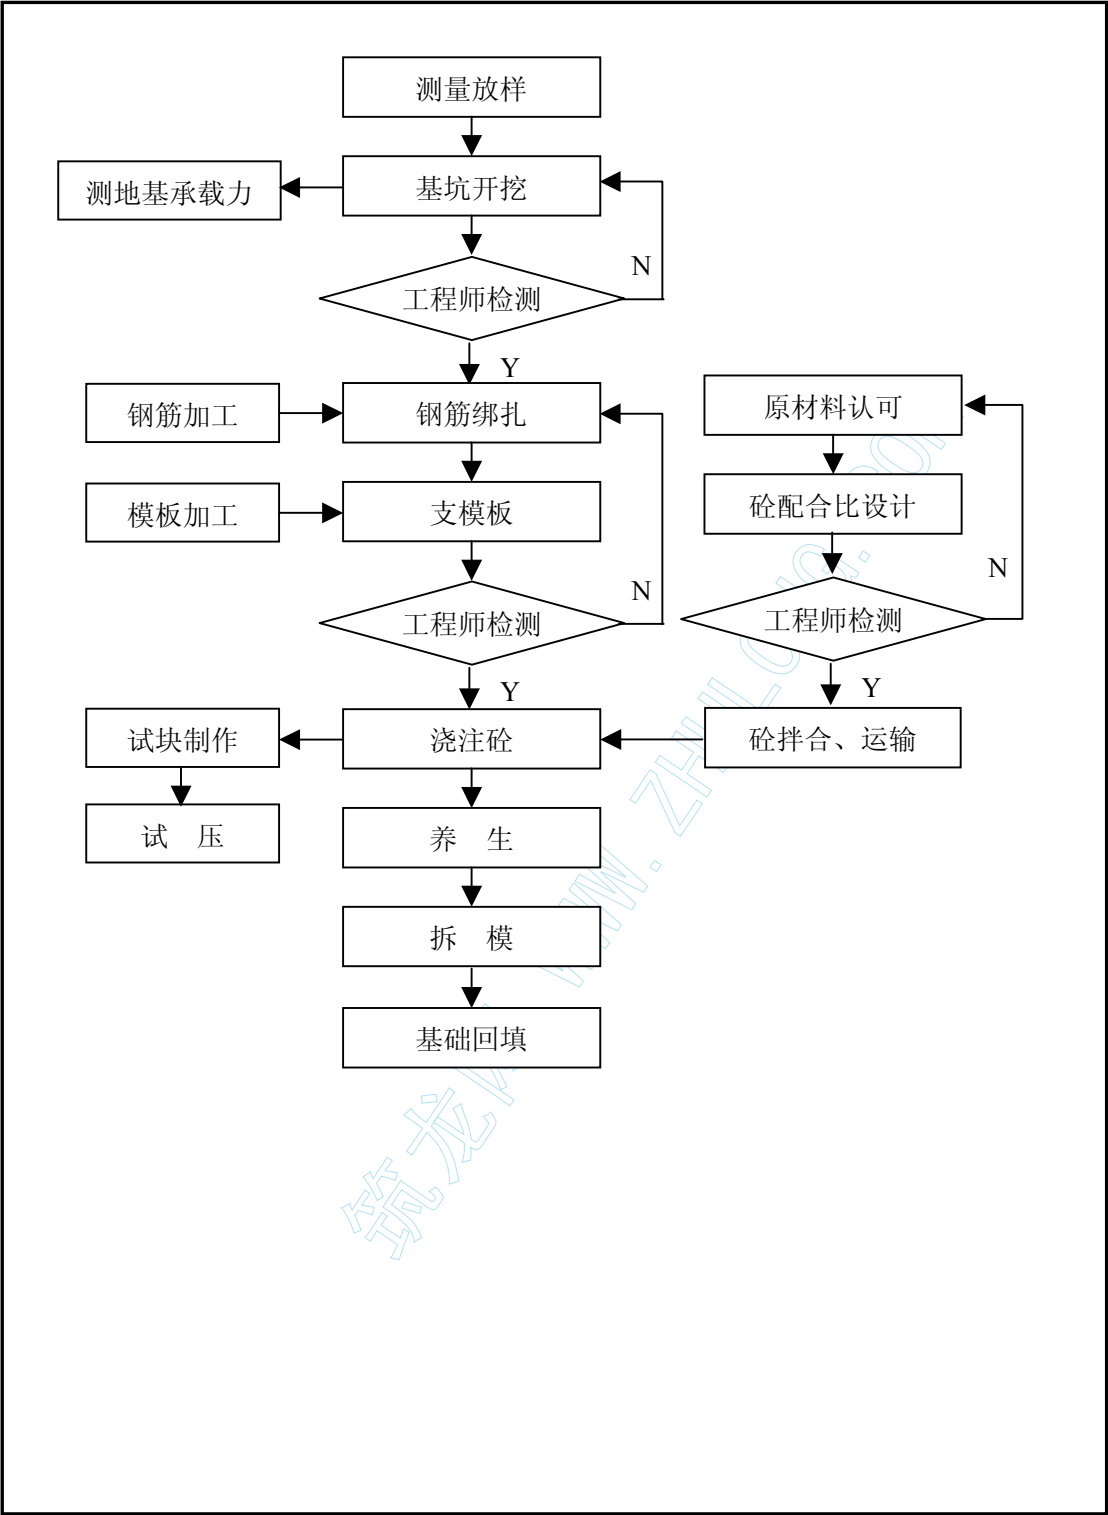 测量放样
测地基承载力
基坑开挖
N
工程师检测
Y
钢筋加工
钢筋绑扎
原材料认可
模板加工
支模板
砼配合比设计
N
N
工程师检测
工程师检测
Y
Y
试块制作
浇注砼
砼拌合、运输
试 压
养 生
拆 模
基础回填